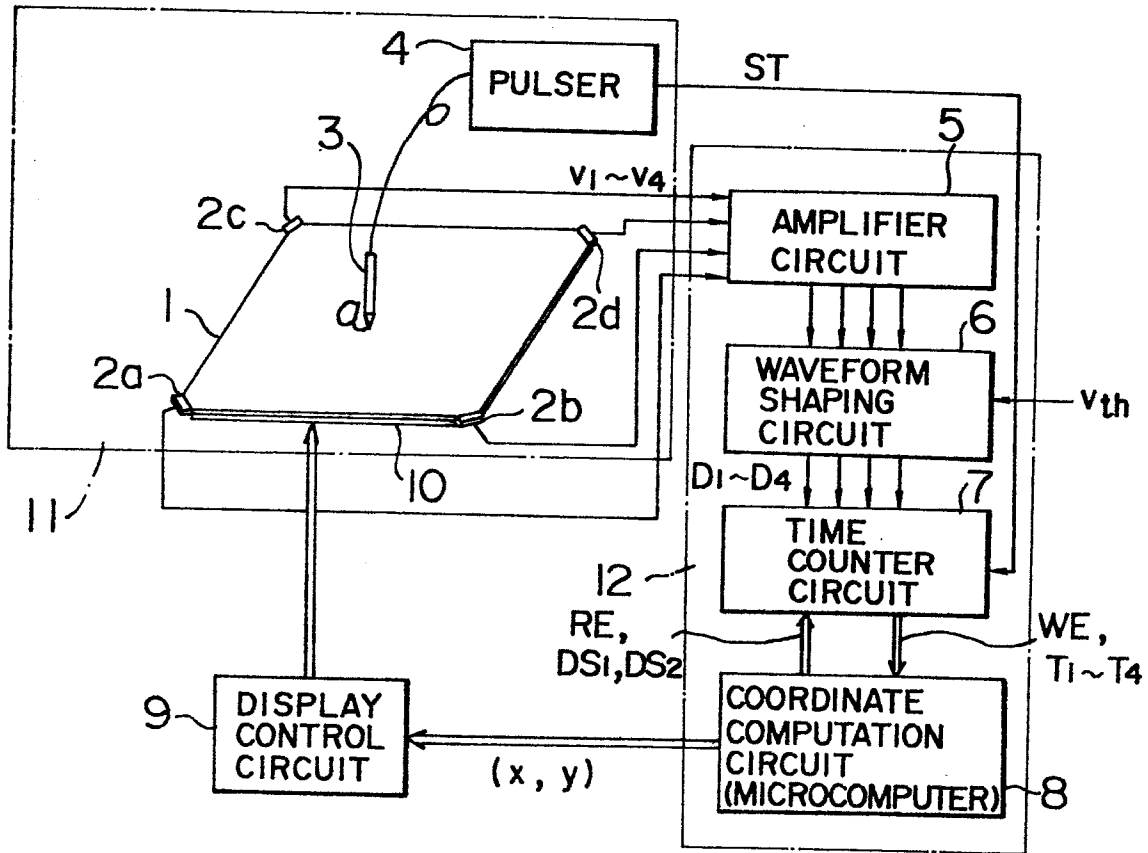 4
PULSER
ST
3
5
v1~v4
2c
AMPLIFIER
CIRCUIT
a
2d
1
6
2a
WAVEFORM
SHAPING
CIRCUIT
2b
vth
10
D1~D4
7
11
TIME
COUNTER
CIRCUIT
12
RE,
DS1,DS2
WE,
T1~T4
9
DISPLAY
CONTROL
CIRCUIT
COORDINATE
COMPUTATION
CIRCUIT
(MICROCOMPUTER)
(x, y)
8